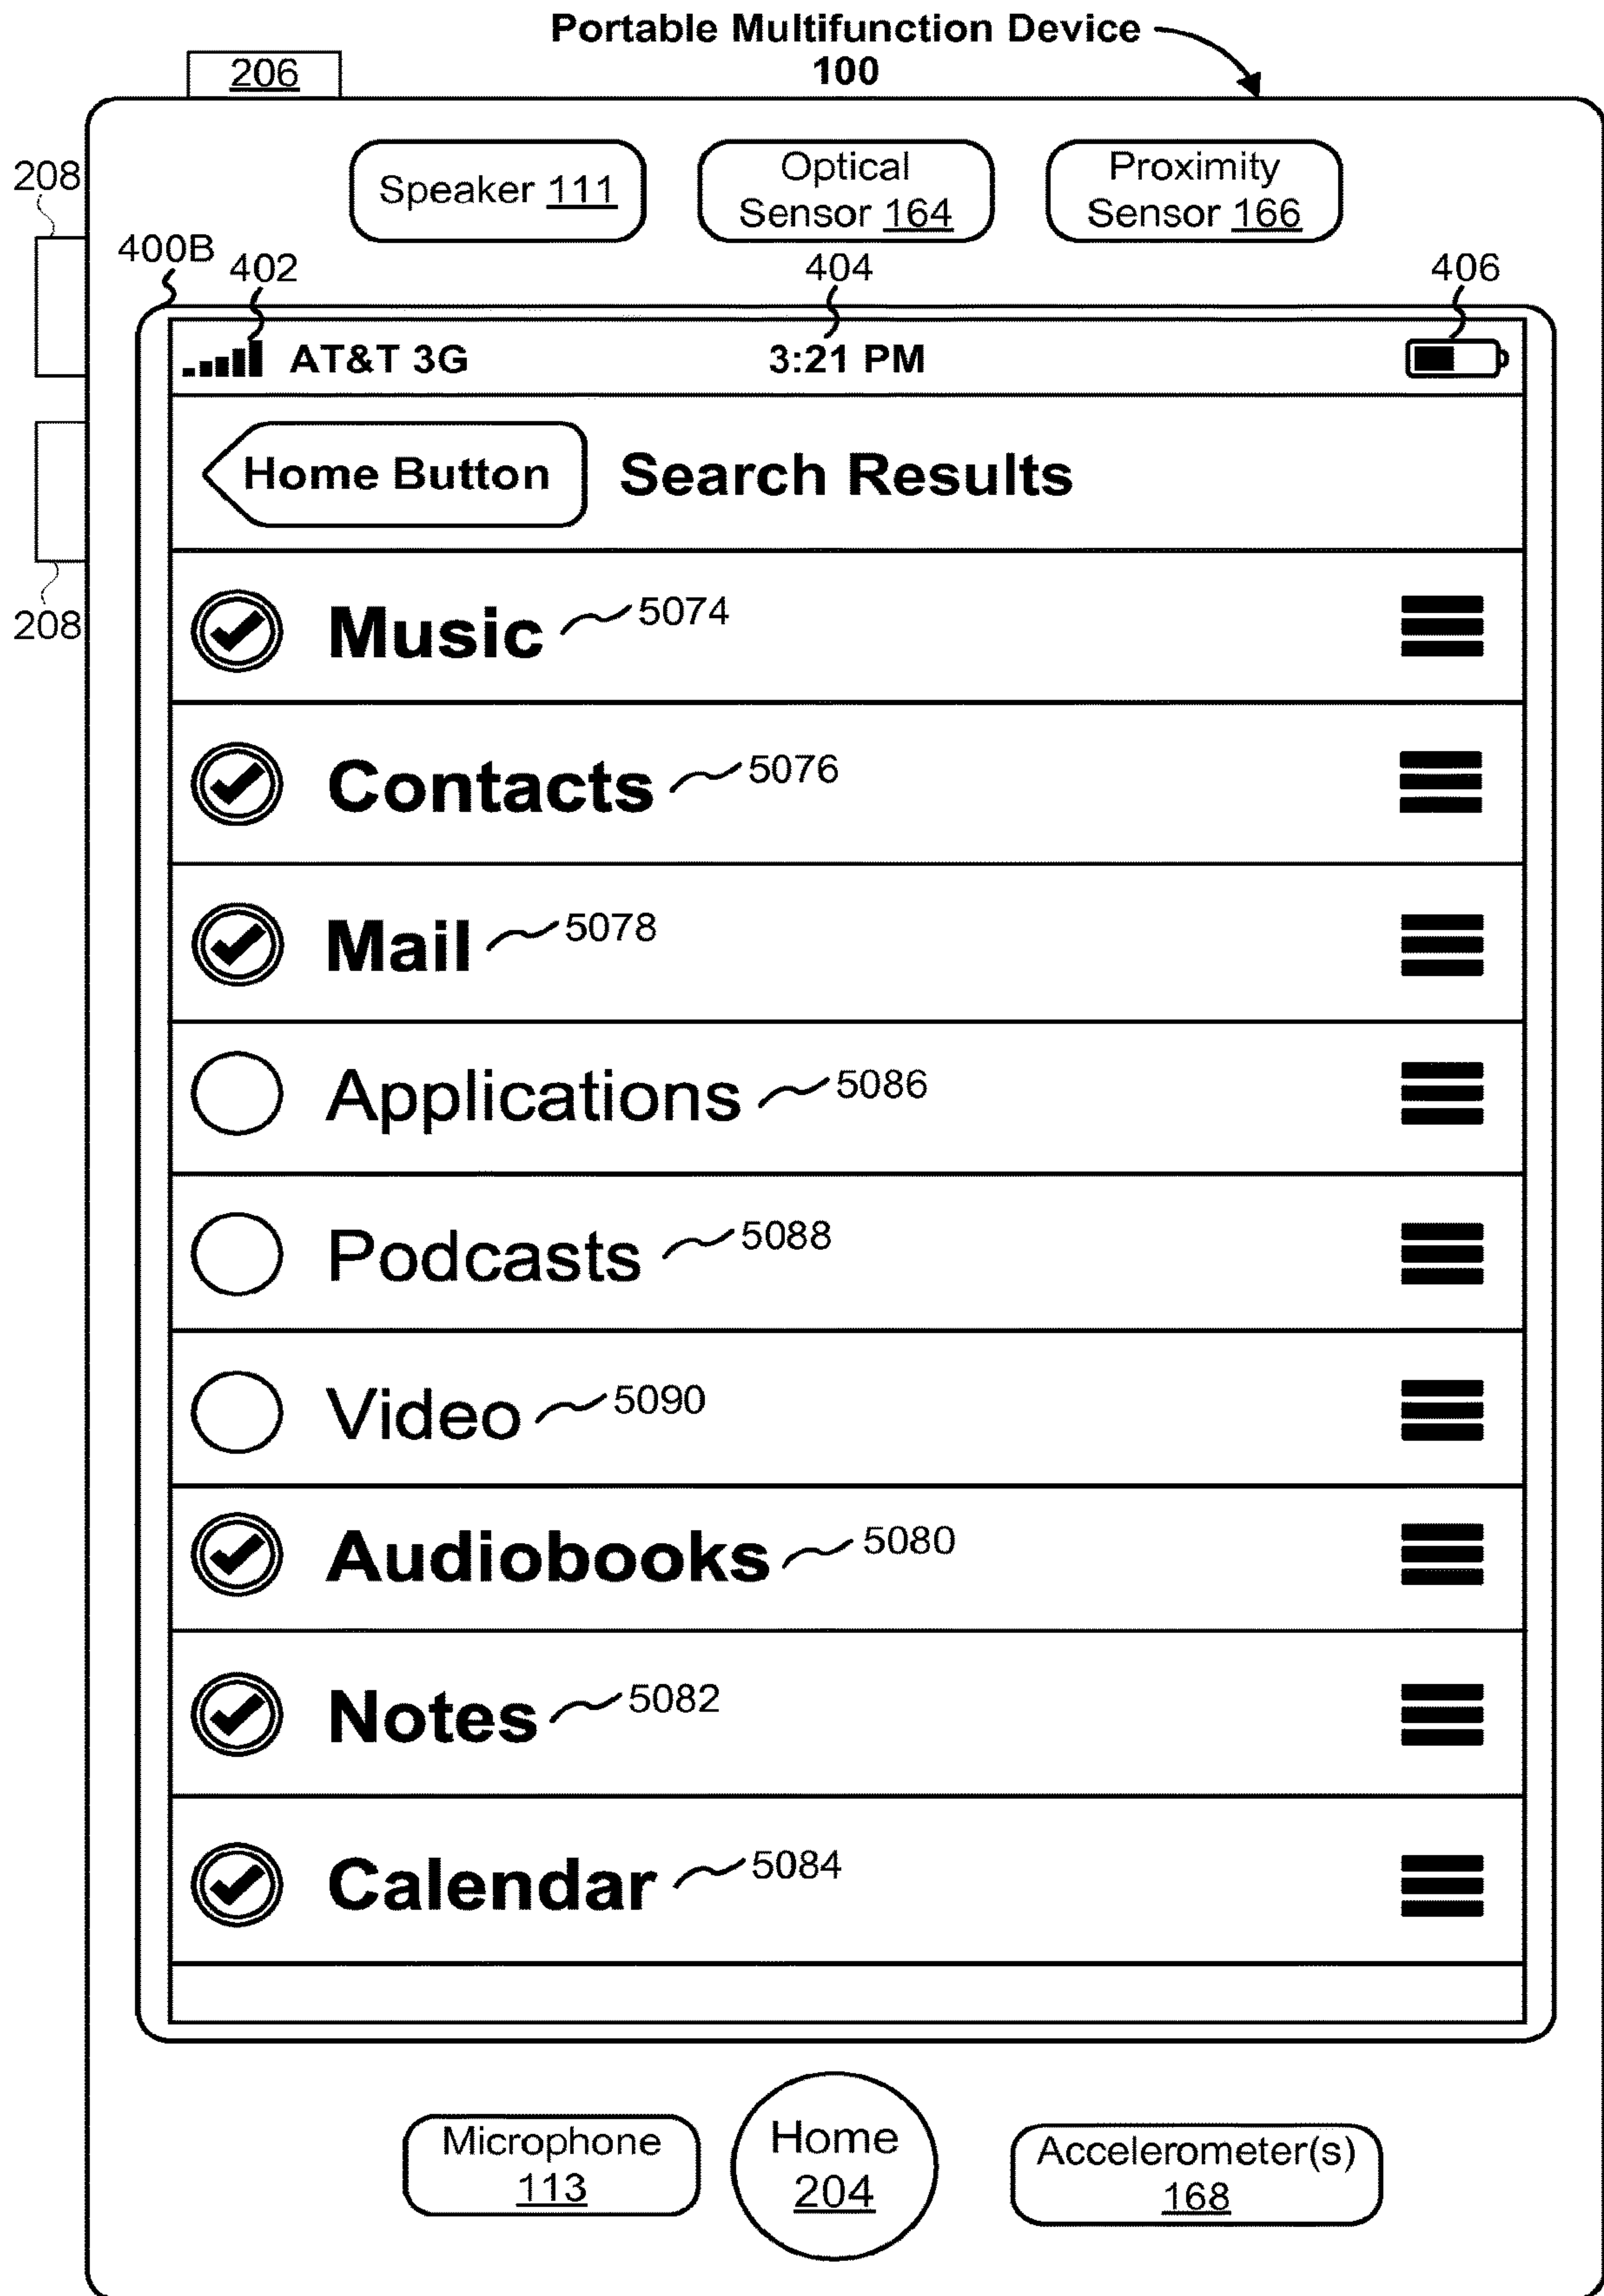 Portable Multifunction Device
100
206
208
Speaker 111
Optical
Sensor 164
Proximity
Sensor 166
400B
402
404
406
AT&T 3G
3:21 PM
Home Button
Search Results
208
Music
5074
Contacts
5076
Mail
5078
Applications
5086
Podcasts
5088
Video
5090
Audiobooks
5080
Notes
5082
Calendar
5084
Microphone
113
Home
204
Accelerometer(s)
168